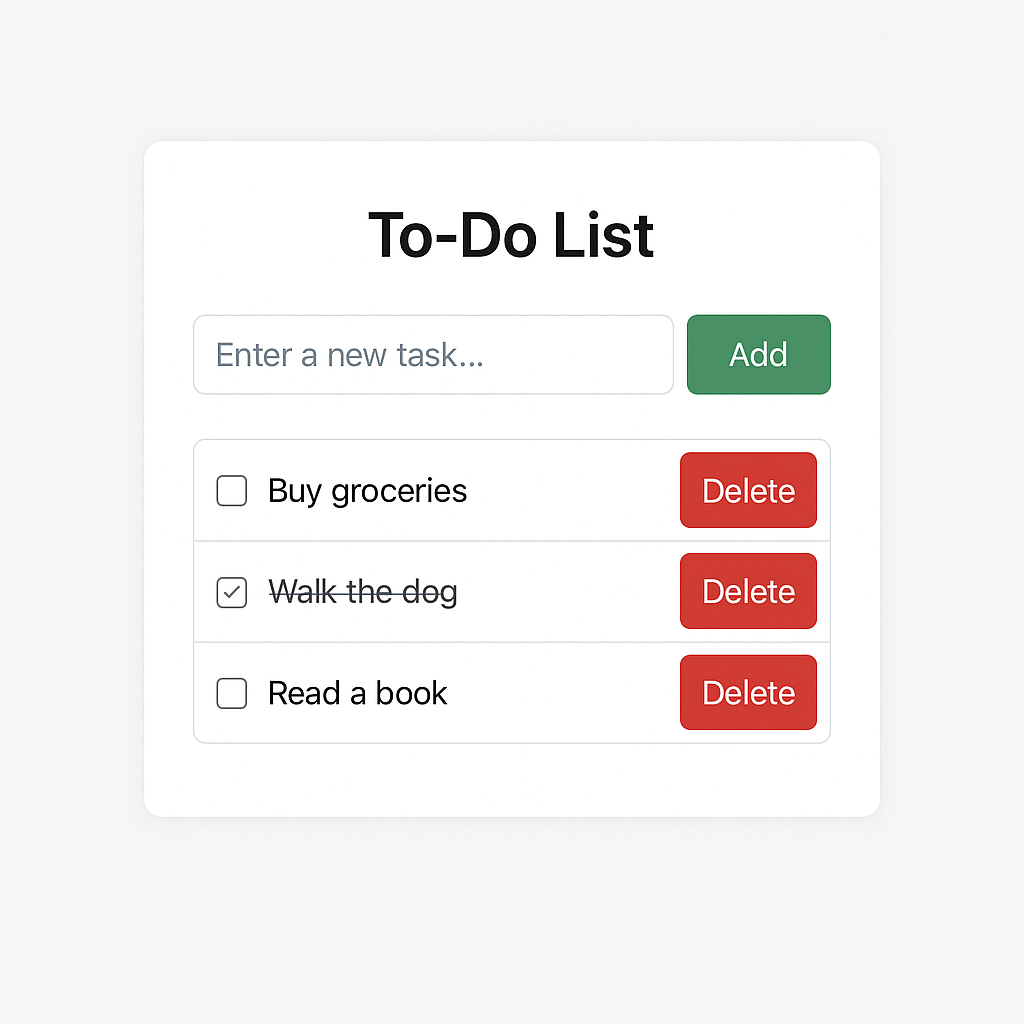 To-Do List
Enter a new task...
Add
Buy groceries
Delete
Walk the dog
Delete
Read a book
Delete